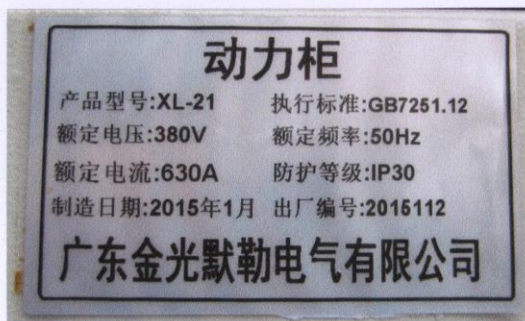 动力柜
产品型号:XL-21 执行标准:GB7251.12
额定电压:380V 额定频率:50Hz
额定电流:630A 防护等级:IP30
制造日期:2015年1月 出厂编号:2015112
广东金光默勒电气有限公司